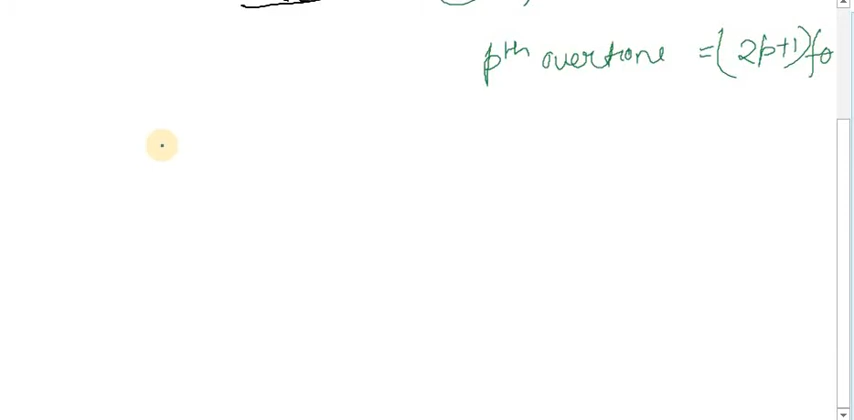 pth overtone = (2p+1)fo